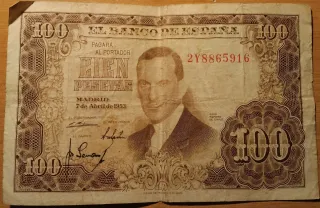 100 EL BANCO DE ESPAÑA 100
PAGARA
AL PORTADOR
2Y8865916
CIEN
PESETAS
MADRID
7 de Abril de 1953
100
100